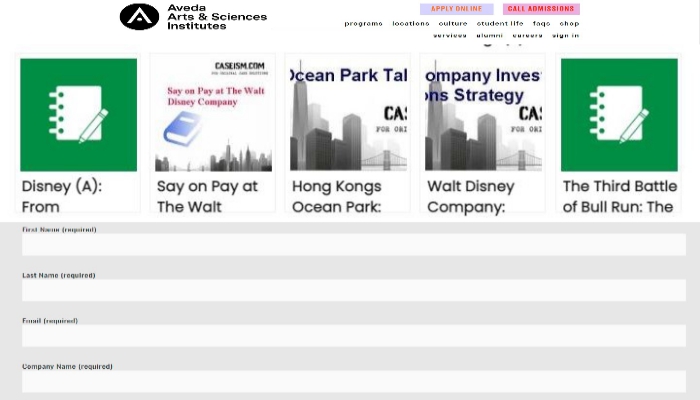 Aveda
Arts & Sciences
Institutes
APPLY ONLINE
CALL ADMISSIONS
programs locations culture student life faqs shop
services alumni careers sign in
CASEISM.COM
Say on Pay at The Walt
Disney Company
Ocean Park Tal
CAS
FOR ORI
ompany Inves
ons Strategy
CAS
FOR ORI
Disney (A):
From
Say on Pay at
The Walt
Hong Kongs
Ocean Park:
Walt Disney
Company:
The Third Battle
of Bull Run: The
First Name (required)
Last Name (required)
Email (required)
Company Name (required)